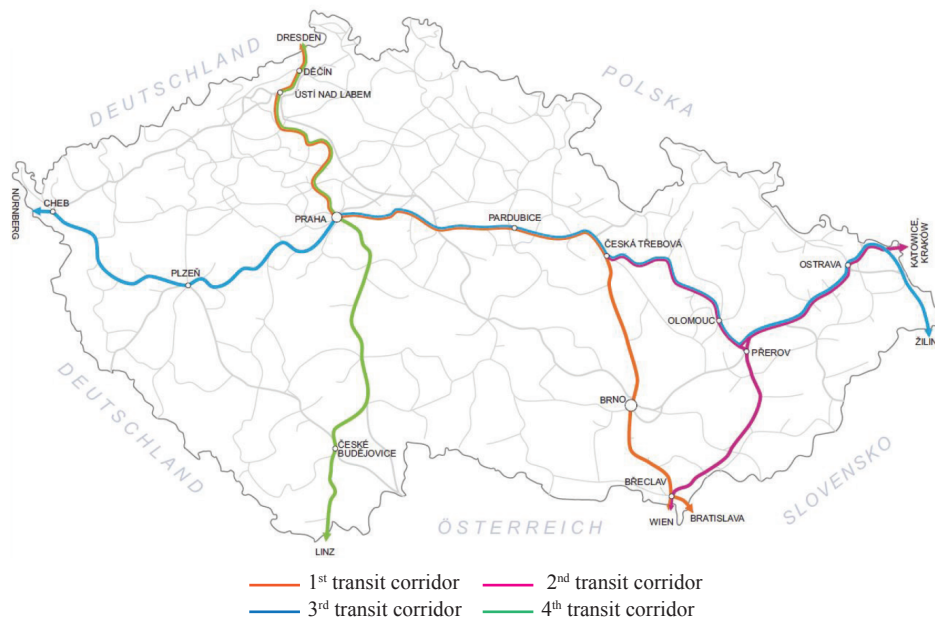 DRESDEN
DĚČÍN
ÚSTÍ NAD LABEM
DEUTSCHLAND
POLSKA
NÜRNBERG
CHEB
PRAHA
PARDUBICE
ČESKÁ TŘEBOVÁ
KATOWICE,
KRAKÓW
OSTRAVA
PLZEŇ
OLOMOUC
ŽILIN
PŘEROV
DEUTSCHLAND
BRNO
ČESKÉ
BUDĚJOVICE
BŘECLAV
SLOVENSKO
ÖSTERREICH
WIEN
BRATISLAVA
LINZ
1st transit corridor
2nd transit corridor
3rd transit corridor
4th transit corridor